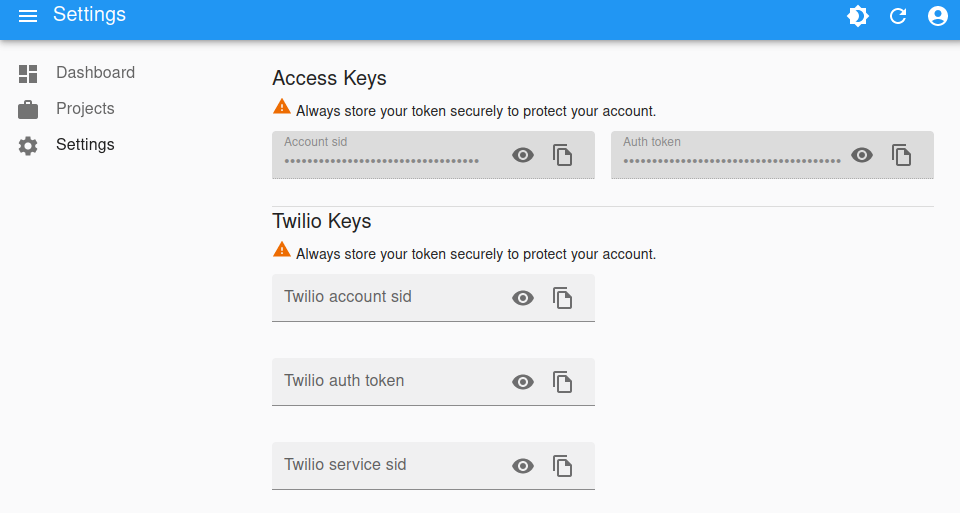 Settings
Dashboard
Projects
Settings
Access Keys
Always store your token securely to protect your account.
Account sid
Auth token
••••••••••••••••••••••••••••••••••
••••••••••••••••••••••••••••••••••••••
Twilio Keys
Always store your token securely to protect your account.
Twilio account sid
Twilio auth token
Twilio service sid